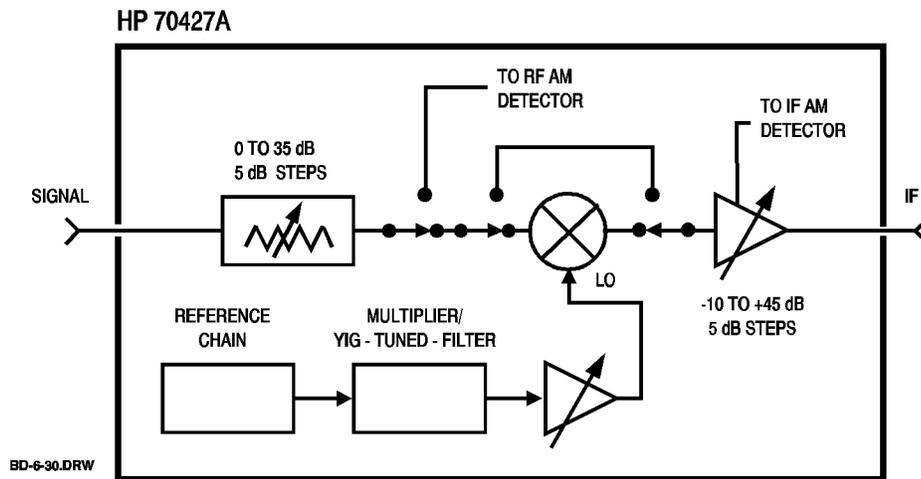 HP 70427A
TO RF AM
DETECTOR
TO IF AM
DETECTOR
0 TO 35 dB
5 dB STEPS
SIGNAL
IF
LO
-10 TO +45 dB
5 dB STEPS
REFERENCE
CHAIN
MULTIPLIER/
YIG - TUNED - FILTER
BD-6-30.DRW